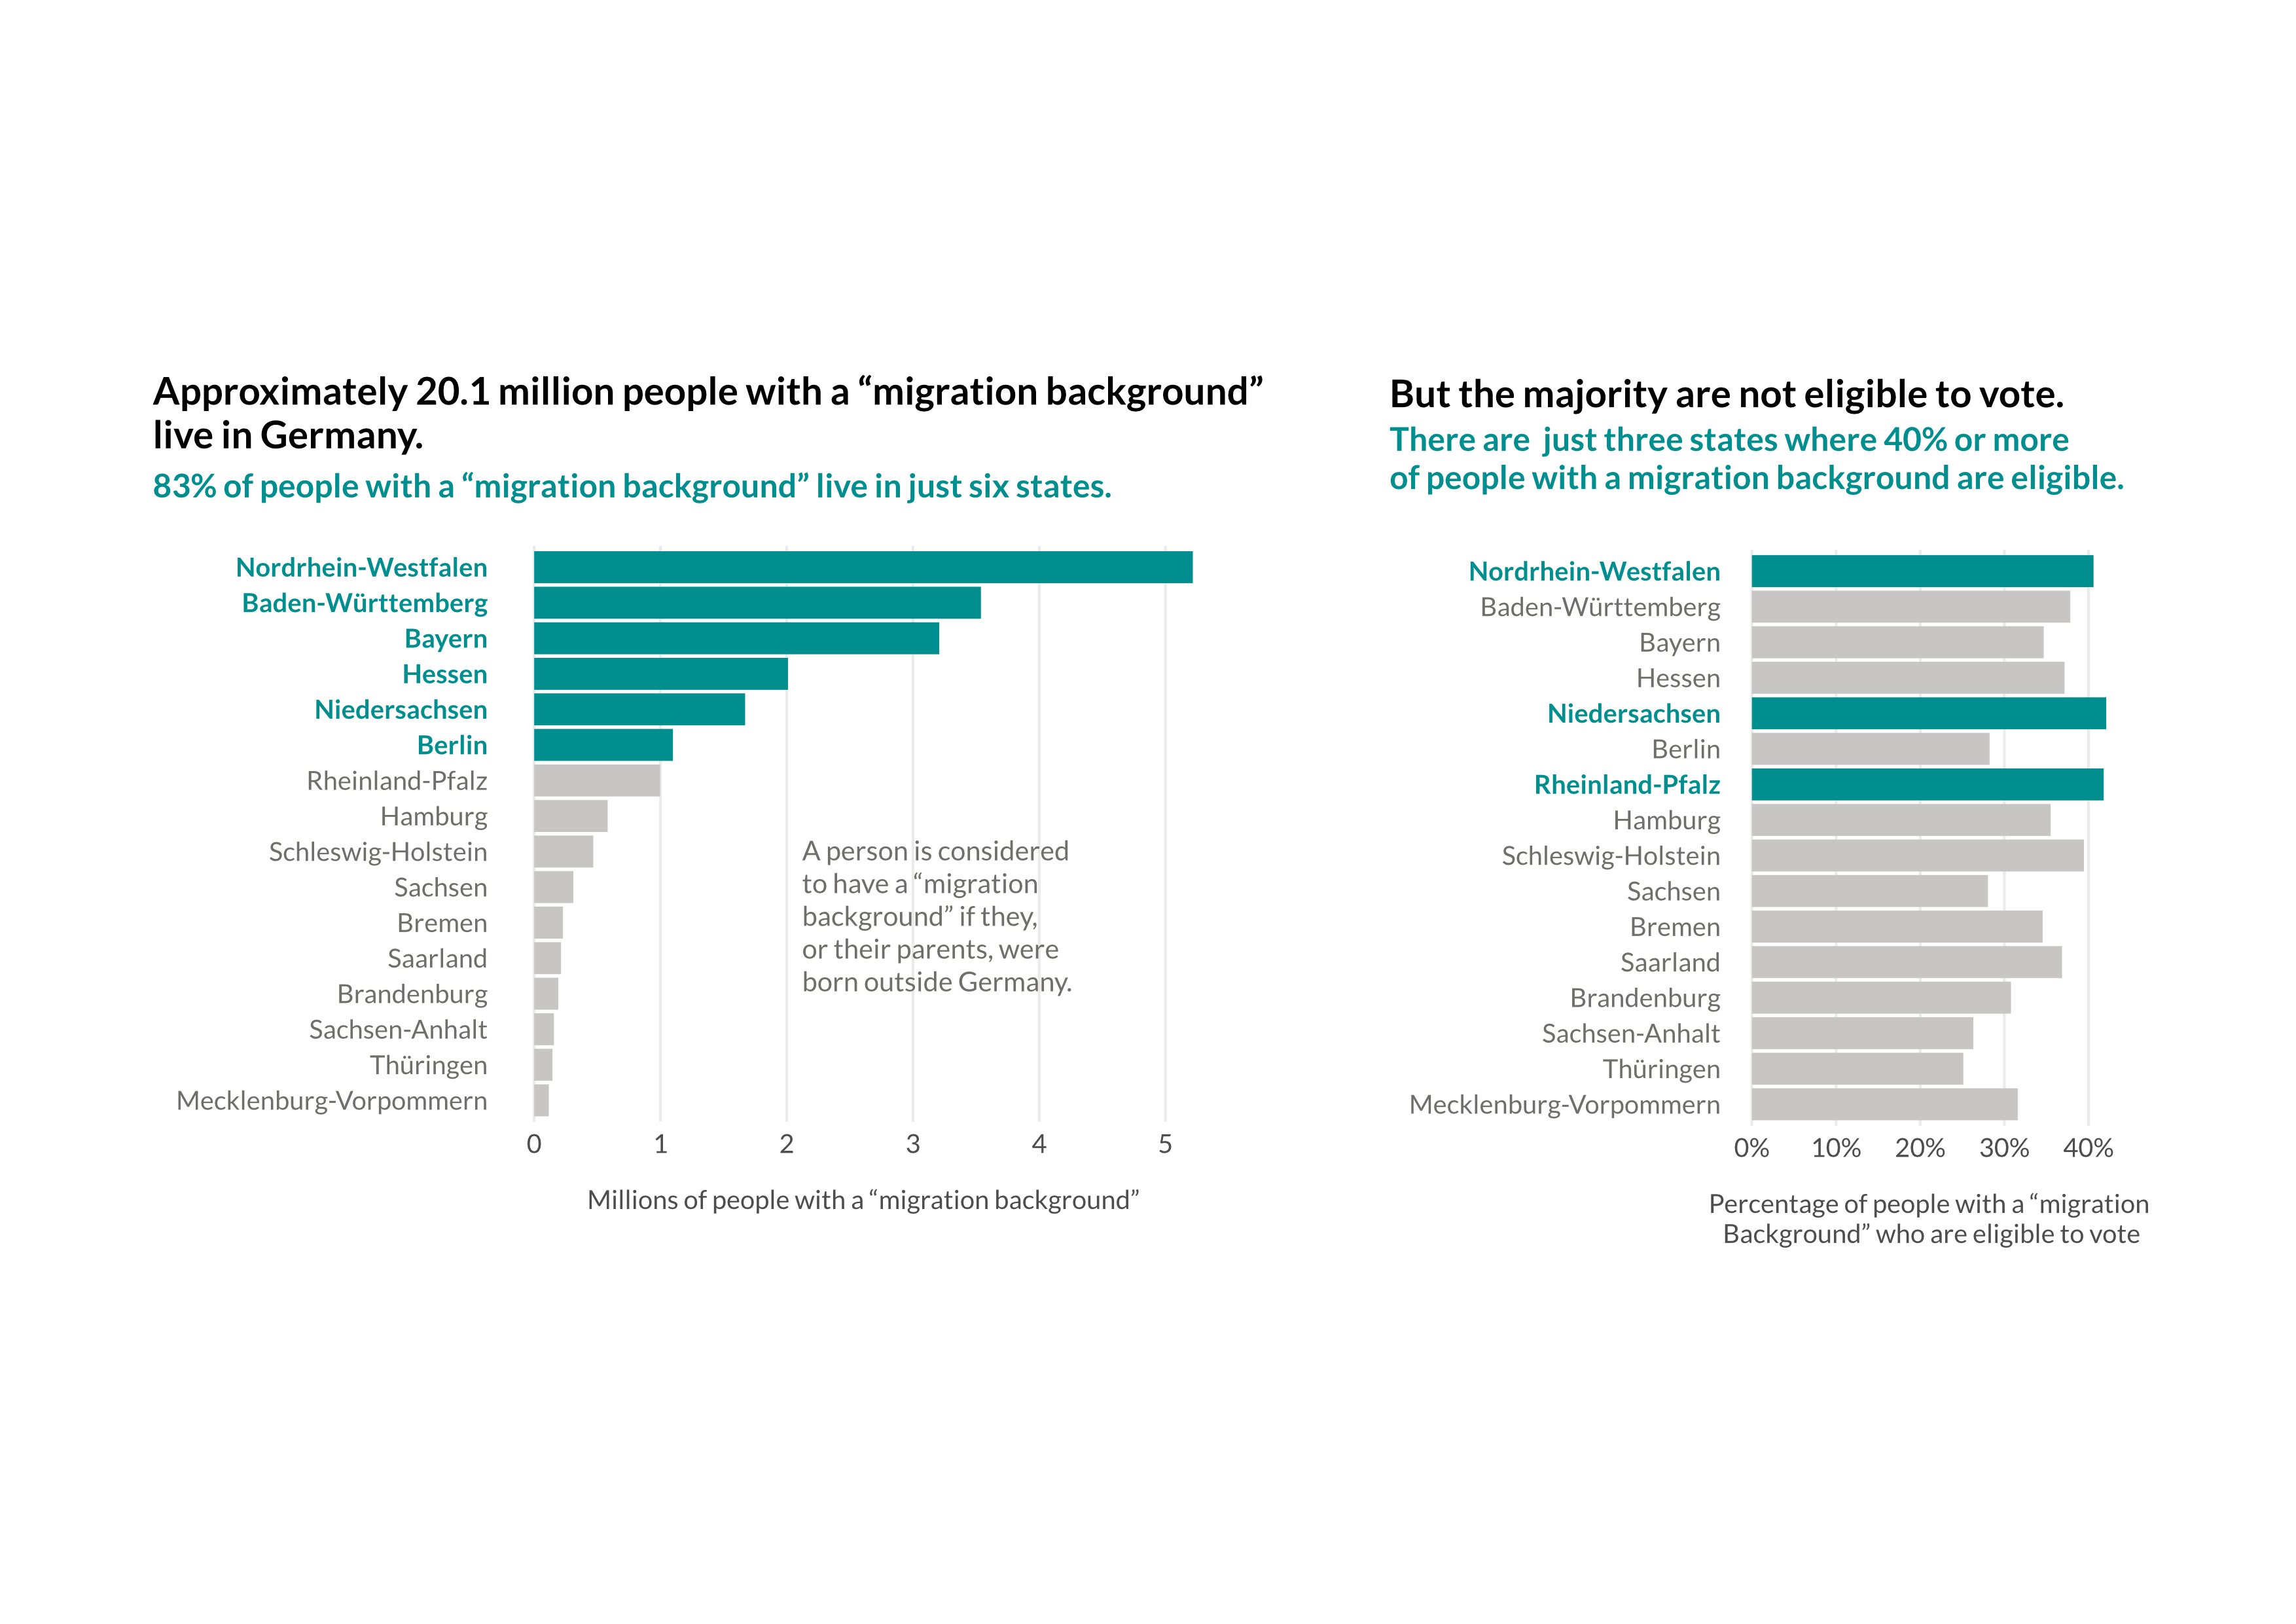 Approximately 20.1 million people with a “migration background”
live in Germany.
83% of people with a “migration background” live in just six states.
Nordrhein-Westfalen
Baden-Württemberg
Bayern
Hessen
Niedersachsen
Berlin
Rheinland-Pfalz
Hamburg
Schleswig-Holstein
Sachsen
Bremen
Saarland
Brandenburg
Sachsen-Anhalt
Thüringen
Mecklenburg-Vorpommern
A person is considered
to have a “migration
background” if they,
or their parents, were
born outside Germany.
0 1 2 3 4 5
Millions of people with a “migration background”
But the majority are not eligible to vote.
There are just three states where 40% or more
of people with a migration background are eligible.
Nordrhein-Westfalen
Baden-Württemberg
Bayern
Hessen
Niedersachsen
Berlin
Rheinland-Pfalz
Hamburg
Schleswig-Holstein
Sachsen
Bremen
Saarland
Brandenburg
Sachsen-Anhalt
Thüringen
Mecklenburg-Vorpommern
0% 10% 20% 30% 40%
Percentage of people with a “migration
Background” who are eligible to vote